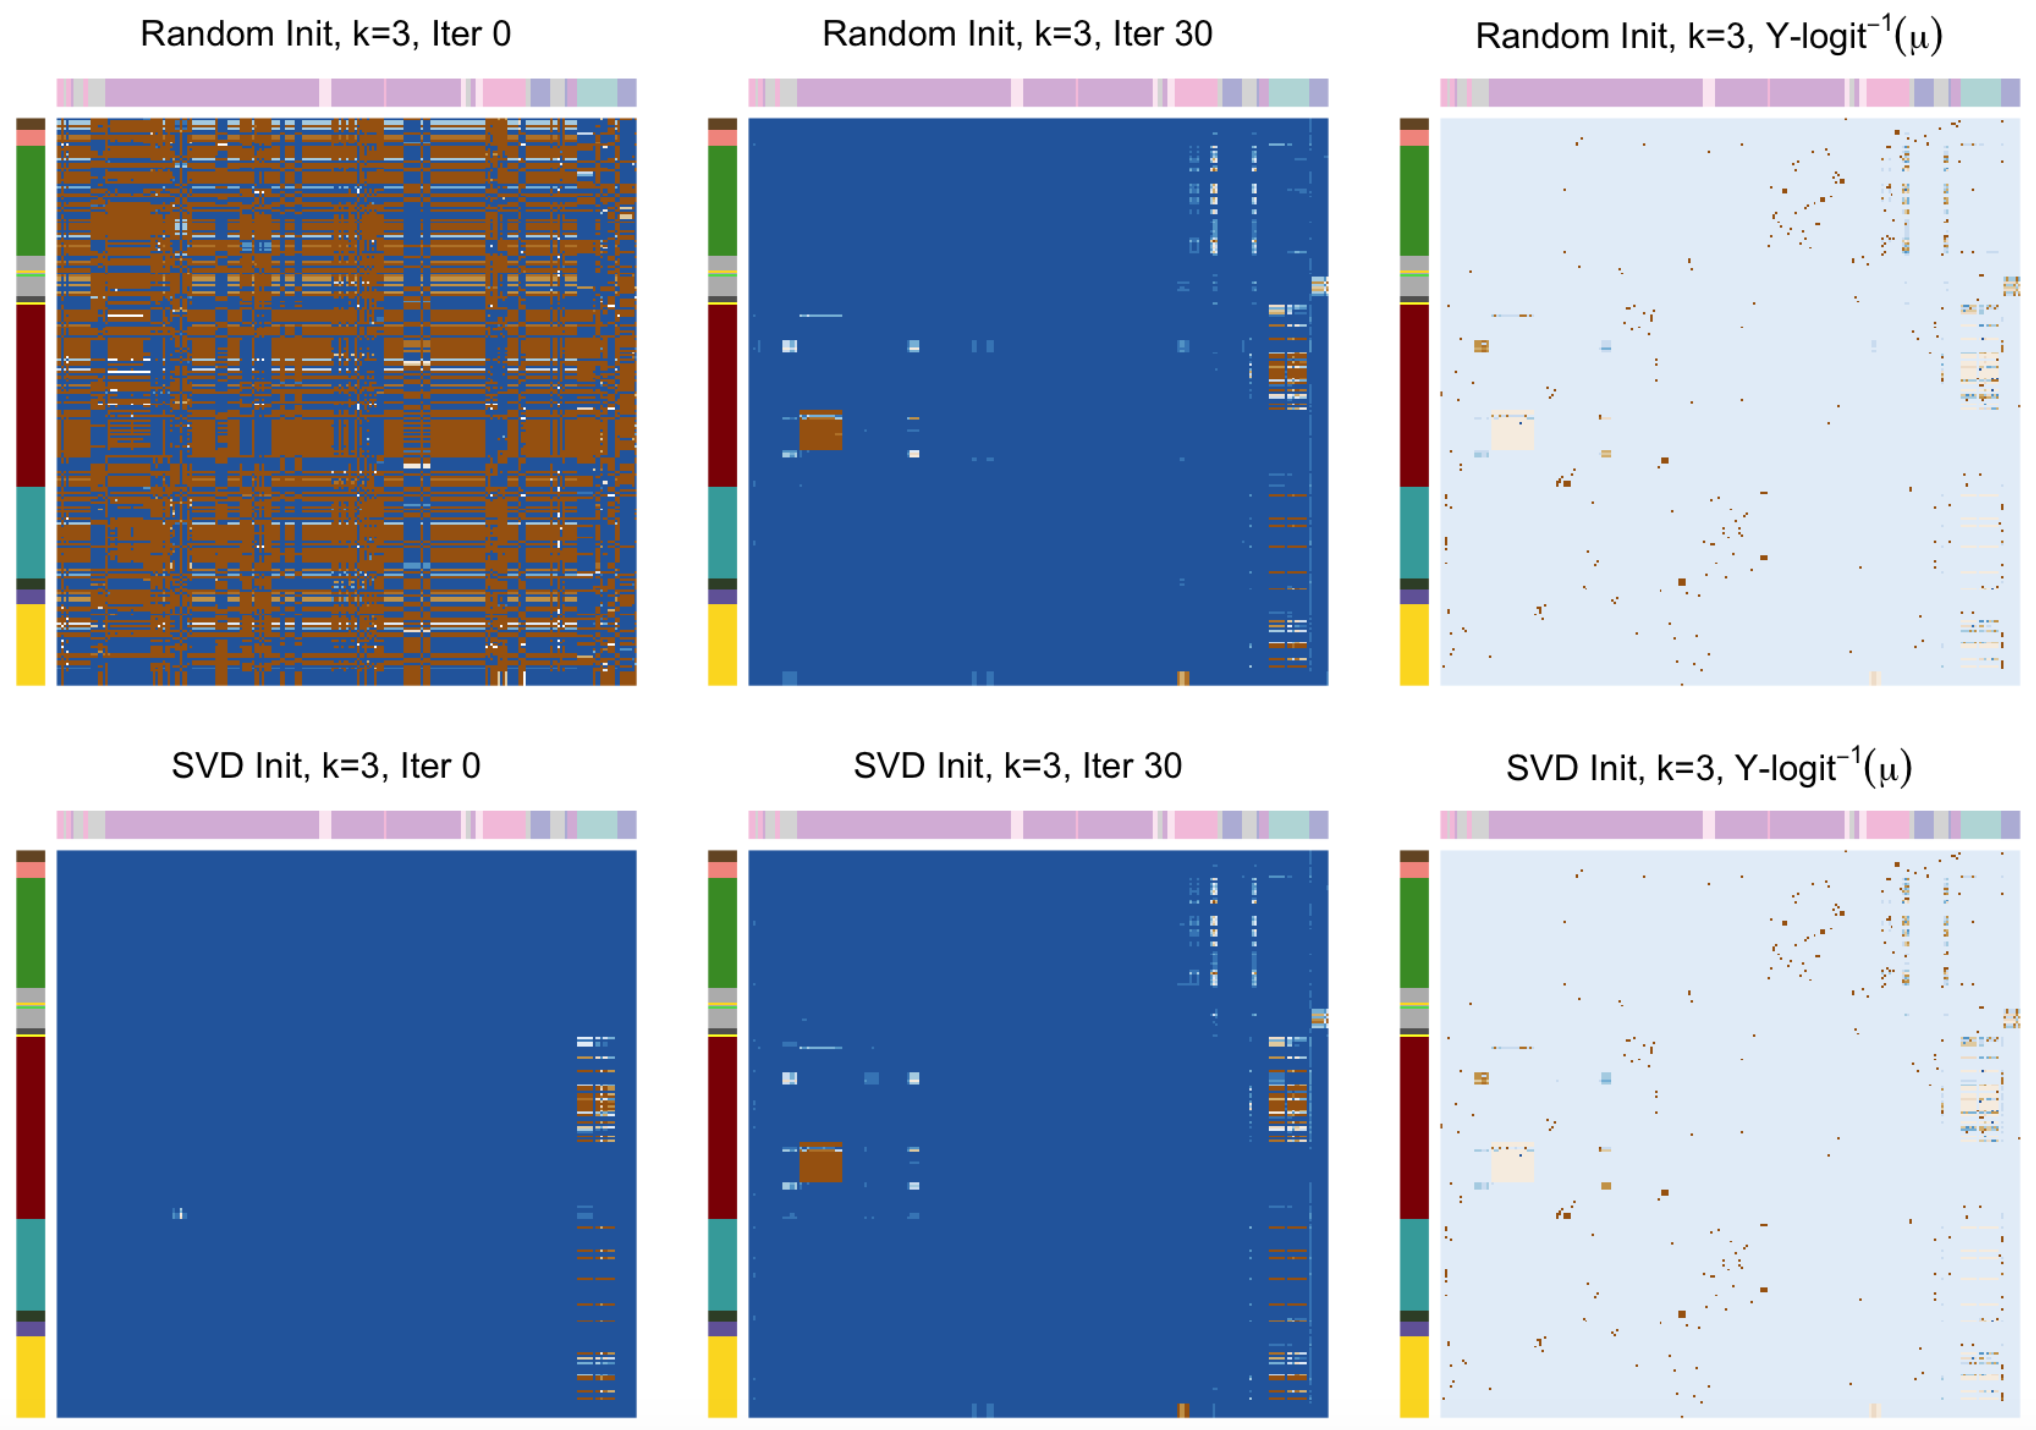 Random Init, k=3, Iter 0
Random Init, k=3, Iter 30
Random Init, k=3, Y-logit⁻¹(μ)
SVD Init, k=3, Iter 0
SVD Init, k=3, Iter 30
SVD Init, k=3, Y-logit⁻¹(μ)